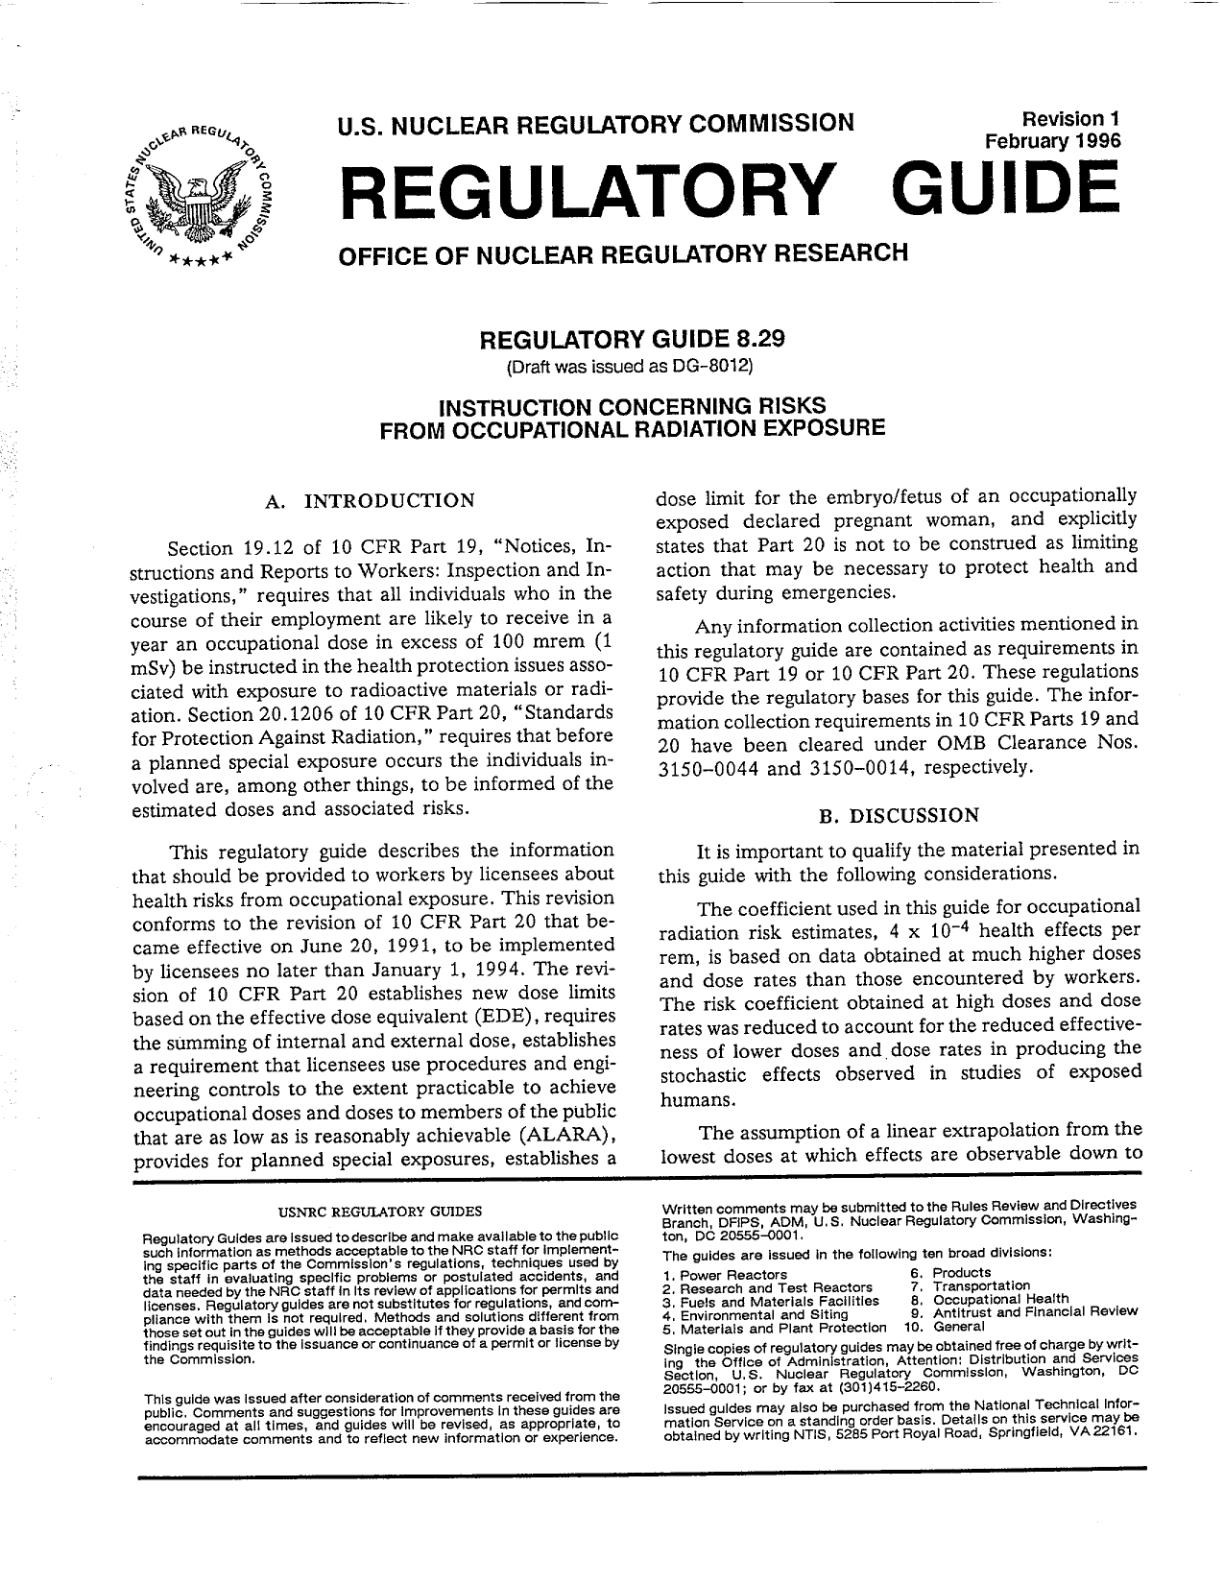 UNITED STATES NUCLEAR REGULATORY COMMISSION
U.S. NUCLEAR REGULATORY COMMISSION
Revision 1
February 1996
REGULATORY GUIDE
OFFICE OF NUCLEAR REGULATORY RESEARCH
REGULATORY GUIDE 8.29
(Draft was issued as DG-8012)
INSTRUCTION CONCERNING RISKS
FROM OCCUPATIONAL RADIATION EXPOSURE
A. INTRODUCTION
Section 19.12 of 10 CFR Part 19, "Notices, In-
structions and Reports to Workers: Inspection and In-
vestigations," requires that all individuals who in the
course of their employment are likely to receive in a
year an occupational dose in excess of 100 mrem (1
mSv) be instructed in the health protection issues asso-
ciated with exposure to radioactive materials or radi-
ation. Section 20.1206 of 10 CFR Part 20, "Standards
for Protection Against Radiation," requires that before
a planned special exposure occurs the individuals in-
volved are, among other things, to be informed of the
estimated doses and associated risks.
This regulatory guide describes the information
that should be provided to workers by licensees about
health risks from occupational exposure. This revision
conforms to the revision of 10 CFR Part 20 that be-
came effective on June 20, 1991, to be implemented
by licensees no later than January 1, 1994. The revi-
sion of 10 CFR Part 20 establishes new dose limits
based on the effective dose equivalent (EDE), requires
the summing of internal and external dose, establishes
a requirement that licensees use procedures and engi-
neering controls to the extent practicable to achieve
occupational doses and doses to members of the public
that are as low as is reasonably achievable (ALARA),
provides for planned special exposures, establishes a
dose limit for the embryo/fetus of an occupationally
exposed declared pregnant woman, and explicitly
states that Part 20 is not to be construed as limiting
action that may be necessary to protect health and
safety during emergencies.
Any information collection activities mentioned in
this regulatory guide are contained as requirements in
10 CFR Part 19 or 10 CFR Part 20. These regulations
provide the regulatory bases for this guide. The infor-
mation collection requirements in 10 CFR Parts 19 and
20 have been cleared under OMB Clearance Nos.
3150-0044 and 3150-0014, respectively.
B. DISCUSSION
It is important to qualify the material presented in
this guide with the following considerations.
The coefficient used in this guide for occupational
radiation risk estimates, 4 x 10⁻⁴ health effects per
rem, is based on data obtained at much higher doses
and dose rates than those encountered by workers.
The risk coefficient obtained at high doses and dose
rates was reduced to account for the reduced effective-
ness of lower doses and dose rates in producing the
stochastic effects observed in studies of exposed
humans.
The assumption of a linear extrapolation from the
lowest doses at which effects are observable down to
USNRC REGULATORY GUIDES
Regulatory Guides are issued to describe and make available to the public
such information as methods acceptable to the NRC staff for implement-
ing specific parts of the Commission's regulations, techniques used by
the staff in evaluating specific problems or postulated accidents, and
data needed by the NRC staff in its review of applications for permits and
licenses. Regulatory guides are not substitutes for regulations, and com-
pliance with them is not required. Methods and solutions different from
those set out in the guides will be acceptable if they provide a basis for the
findings requisite to the issuance or continuance of a permit or license by
the Commission.
This guide was issued after consideration of comments received from the
public. Comments and suggestions for improvements in these guides are
encouraged at all times, and guides will be revised, as appropriate, to
accommodate comments and to reflect new information or experience.
Written comments may be submitted to the Rules Review and Directives
Branch, DFIPS, ADM, U.S. Nuclear Regulatory Commission, Washing-
ton, DC 20555-0001.
The guides are issued in the following ten broad divisions:
1. Power Reactors
2. Research and Test Reactors
3. Fuels and Materials Facilities
4. Environmental and Siting
5. Materials and Plant Protection
6. Products
7. Transportation
8. Occupational Health
9. Antitrust and Financial Review
10. General
Single copies of regulatory guides may be obtained free of charge by writ-
ing the Office of Administration, Attention: Distribution and Services
Section, U.S. Nuclear Regulatory Commission, Washington, DC
20555-0001; or by fax at (301)415-2260.
Issued guides may also be purchased from the National Technical Infor-
mation Service on a standing order basis. Details on this service may be
obtained by writing NTIS, 5285 Port Royal Road, Springfield, VA 22161.